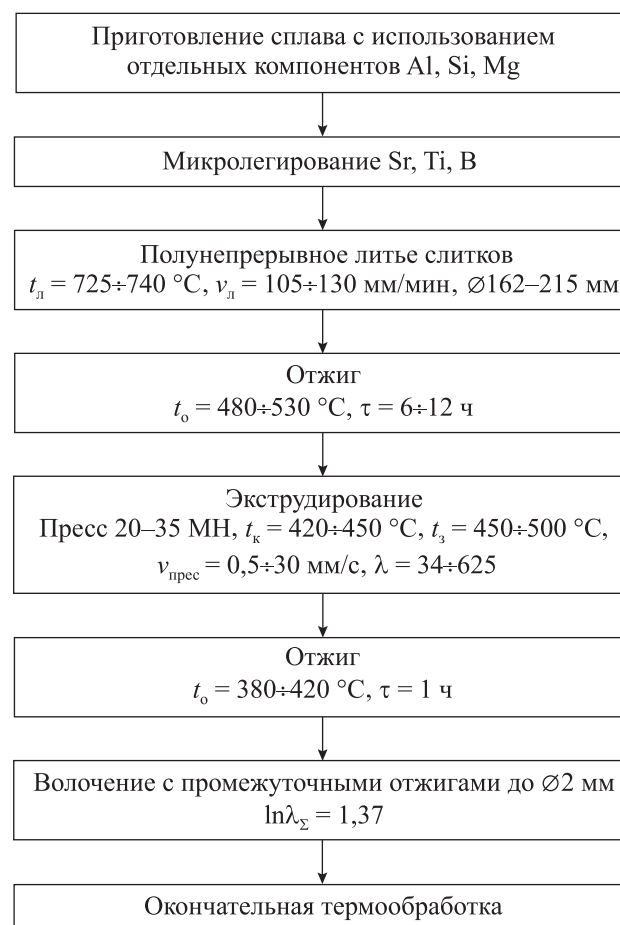 Приготовление сплава с использованием
отдельных компонентов Al, Si, Mg
Микролегирование Sr, Ti, B
Полунепрерывное литье слитков
tл = 725÷740 °C, vл = 105÷130 мм/мин, ∅162–215 мм
Отжиг
tо = 480÷530 °C, τ = 6÷12 ч
Экструдирование
Пресс 20–35 МН, tк = 420÷450 °C, tз = 450÷500 °C,
vпрес = 0,5÷30 мм/с, λ = 34÷625
Отжиг
tо = 380÷420 °C, τ = 1 ч
Волочение с промежуточными отжигами до ∅2 мм
lnλΣ = 1,37
Окончательная термообработка